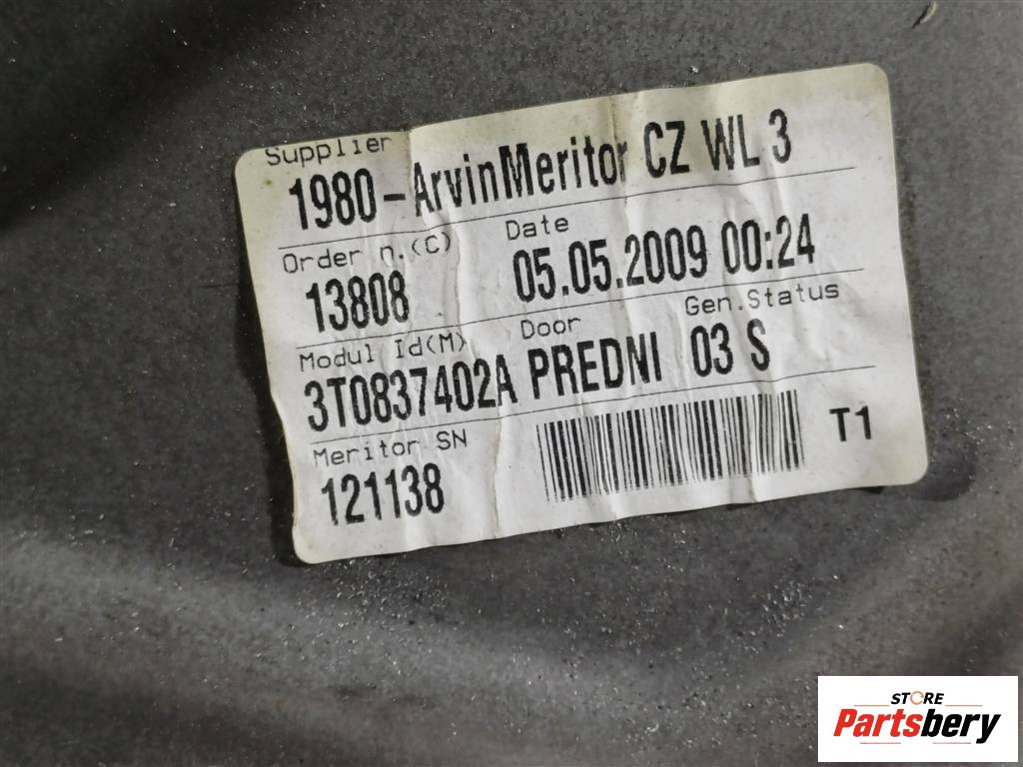 Supplier
1980-ArvinMeritor CZ WL 3
Order n.(C) Date
13808 05.05.2009 00:24
Modul Id(M) Door Gen.Status
3T0837402A PREDNI 03 S
Meritor SN
121138 T1
STORE
Partsbery